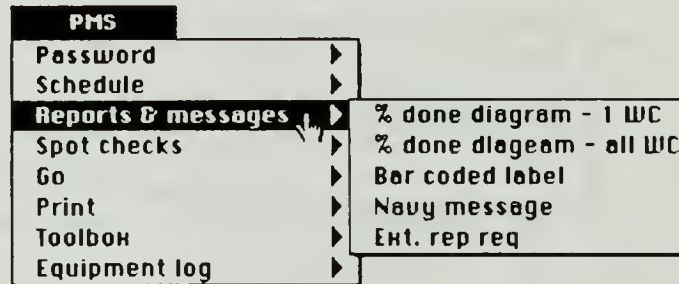 PMS
Password
Schedule
Reports & messages
Spot checks
Go
Print
Toolbox
Equipment log
% done diagram - 1 WC
% done dlageam - all WC
Bar coded label
Navy message
Ext. rep req